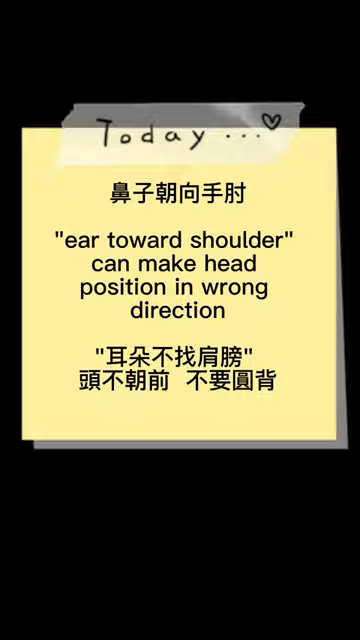 Today ...
鼻子朝向手肘
"ear toward shoulder"
can make head
position in wrong
direction
"耳朵不找肩膀"
頭不朝前 不要圓背